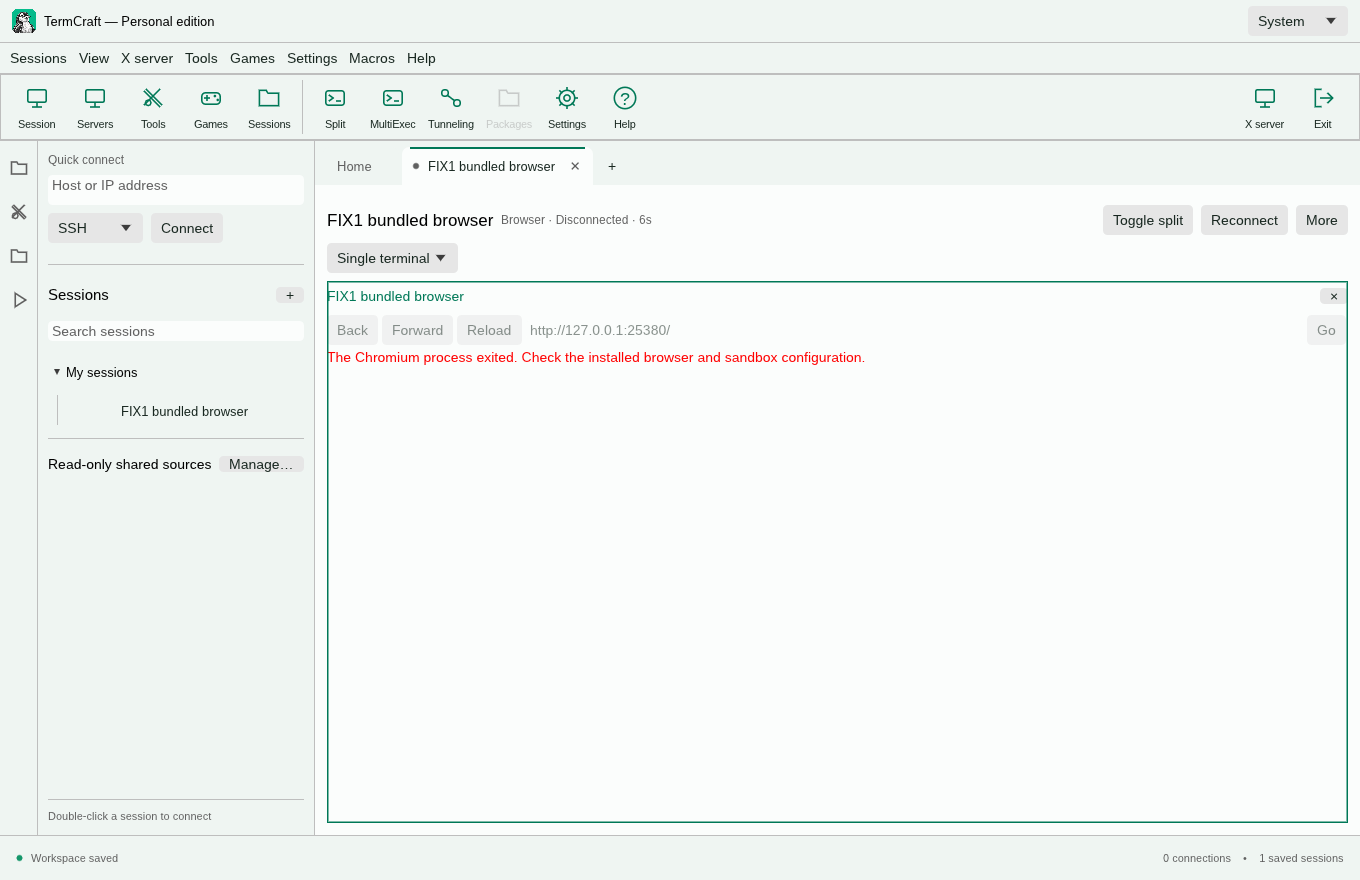 TermCraft — Personal edition
System
Sessions View X server Tools Games Settings Macros Help
Session Servers Tools Games Sessions Split MultiExec Tunneling Packages Settings Help X server Exit
Quick connect
Host or IP address
SSH Connect
Sessions +
Search sessions
My sessions
FIX1 bundled browser
Read-only shared sources Manage…
Double-click a session to connect
Home FIX1 bundled browser × +
FIX1 bundled browser Browser · Disconnected · 6s Toggle split Reconnect More
Single terminal
FIX1 bundled browser ×
Back Forward Reload http://127.0.0.1:25380/ Go
The Chromium process exited. Check the installed browser and sandbox configuration.
Workspace saved 0 connections • 1 saved sessions